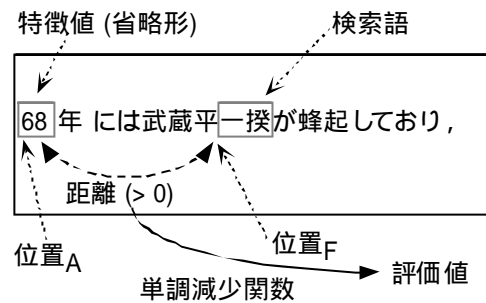 特徴値 (省略形) 検索語
68 年 には武蔵平一揆が蜂起しており,
距離 (> 0)
位置A 位置F 評価値
単調減少関数